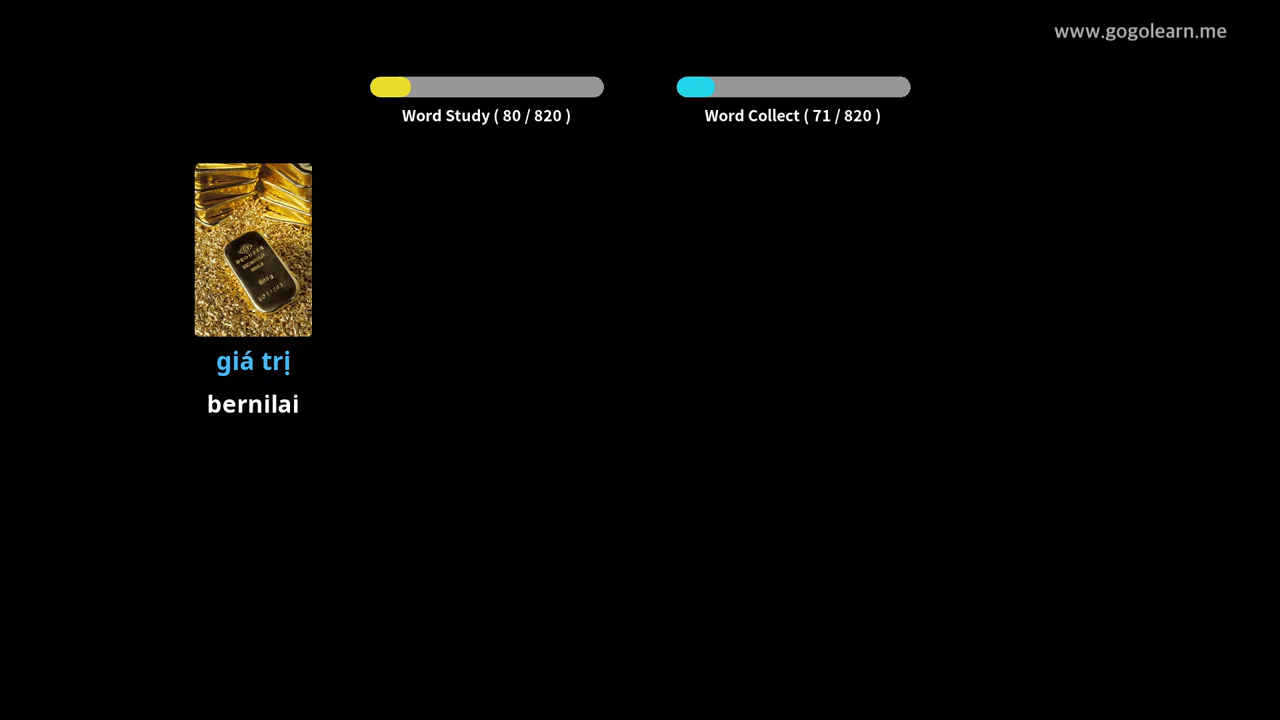 www.gogolearn.me
Word Study ( 80 / 820 )
Word Collect ( 71 / 820 )
giá trị
bernilai